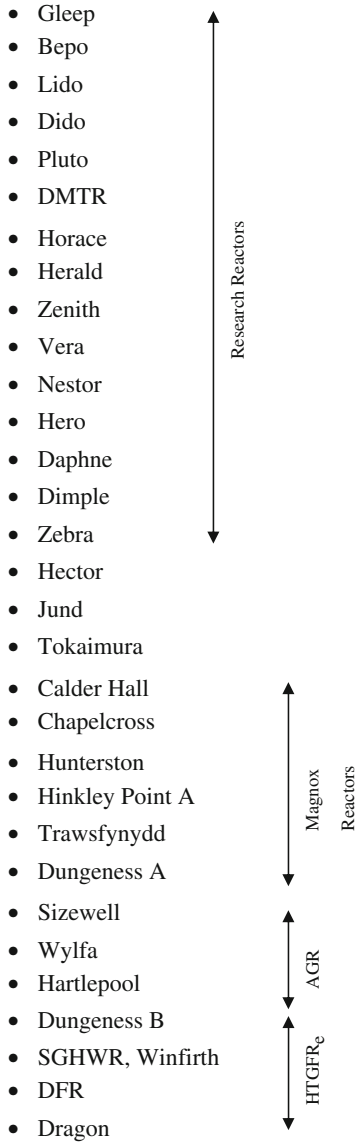 • Gleep
• Bepo
• Lido
• Dido
• Pluto
• DMTR
• Horace
• Herald
• Zenith
• Vera
• Nestor
• Hero
• Daphne
• Dimple
• Zebra
• Hector
• Jund
• Tokaimura
• Calder Hall
• Chapelcross
• Hunterston
• Hinkley Point A
• Trawsfynydd
• Dungeness A
• Sizewell
• Wylfa
• Hartlepool
• Dungeness B
• SGHWR, Winfirth
• DFR
• Dragon
Research Reactors
Magnox
Reactors
AGR
HTGFRe